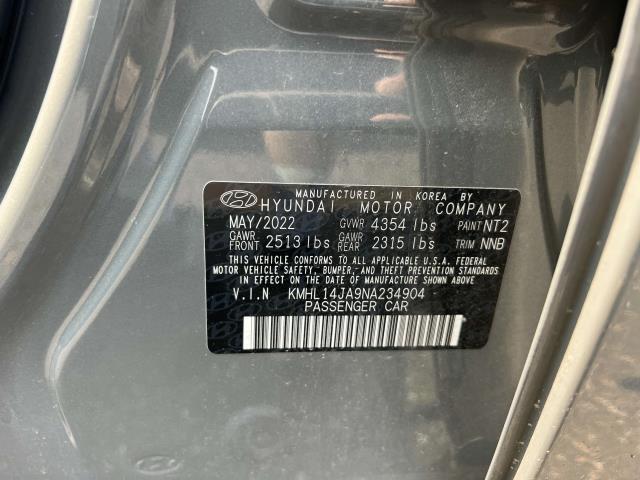 MANUFACTURED IN KOREA BY
HYUNDAI MOTOR COMPANY
MAY/2022 GVWR 4354 lbs PAINT NT2
GAWR FRONT 2513 lbs GAWR REAR 2315 lbs TRIM NNB
THIS VEHICLE CONFORMS TO ALL APPLICABLE U.S.A. FEDERAL
MOTOR VEHICLE SAFETY, BUMPER, AND THEFT PREVENTION STANDARDS
IN EFFECT ON THE DATE OF MANUFACTURE SHOWN ABOVE
V.I.N KMHL14JA9NA234904
PASSENGER CAR